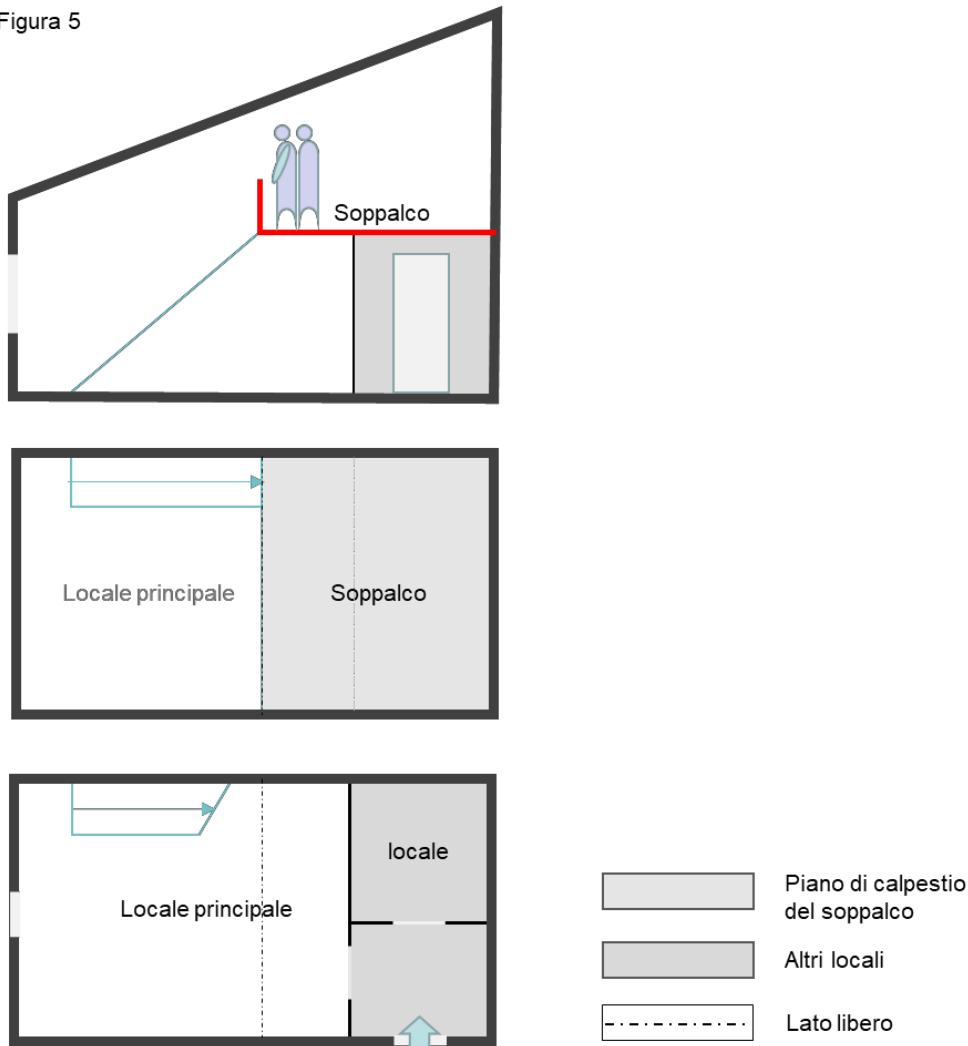 Figura 5
Soppalco
Locale principale
Soppalco
locale
Locale principale
Piano di calpestio
del soppalco
Altri locali
Lato libero